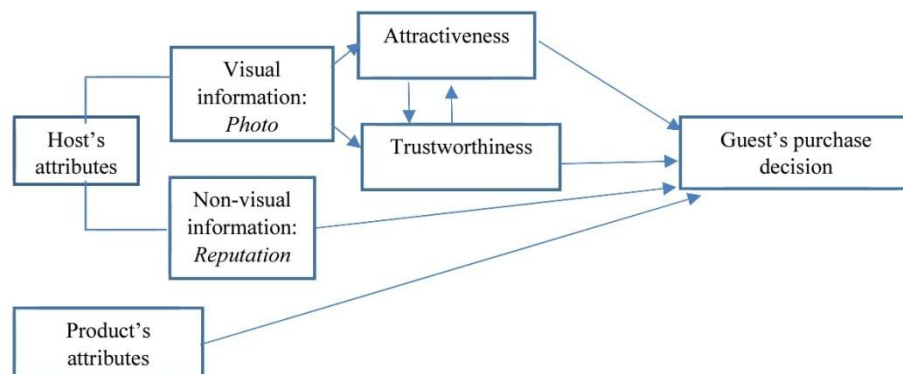 Attractiveness
Visual
information:
Photo
Host’s
attributes
Trustworthiness
Guest’s purchase
decision
Non-visual
information:
Reputation
Product’s
attributes